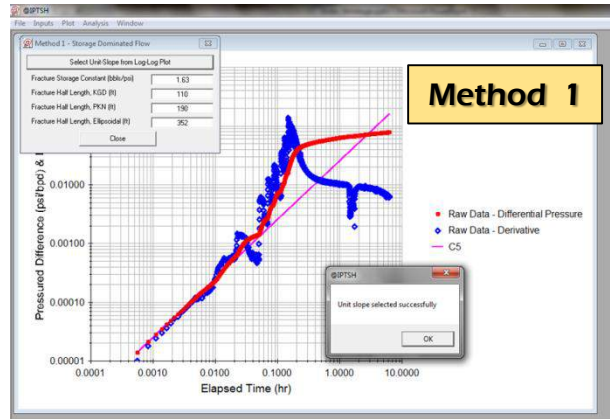 @IPTSH
File Inputs Plot Analysis Window
Method 1 - Storage Dominated Flow
Select Unit-Slope from Log-Log Plot
Fracture Storage Constant (bbls/psi) 1.63
Fracture Half Length, KGD (ft) 110
Fracture Half Length, PKN (ft) 190
Fracture Half Length, Ellipsoidal (ft) 352
Close
Method 1
Pressured Difference (psi/bpd) &
0.01000
0.00100
0.00010
0.00001
0.0001 0.0010 0.0100 0.1000 1.0000 10.0000
Elapsed Time (hr)
Raw Data - Differential Pressure
Raw Data - Derivative
C5
@IPTSH
Unit slope selected successfully
OK